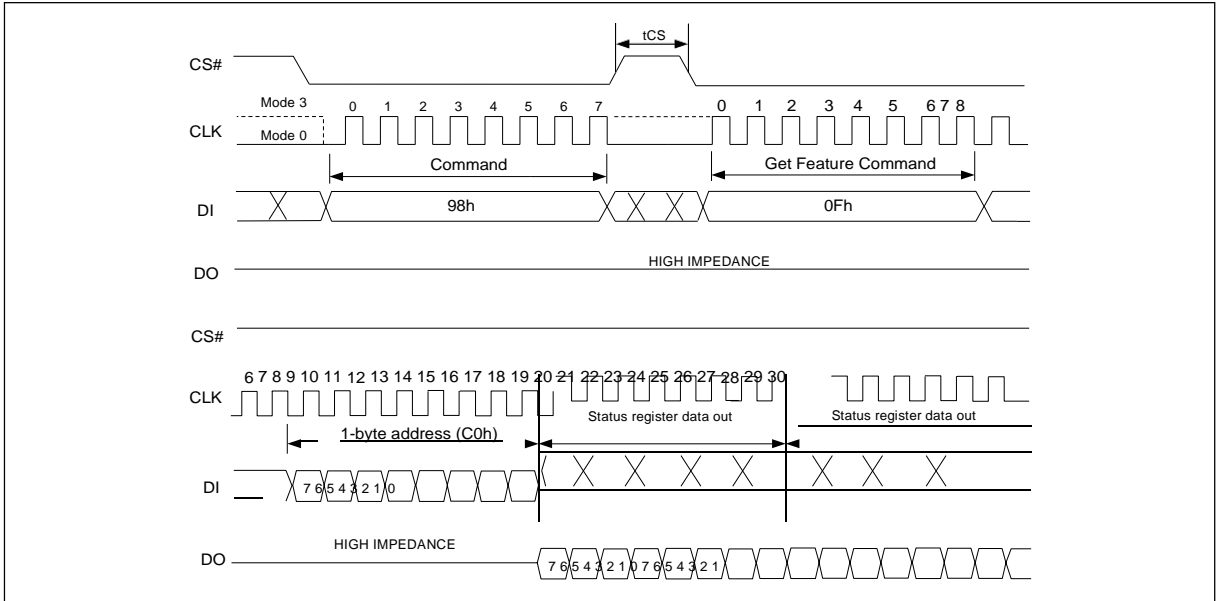 tCS
CS#
Mode 3
0 1 2 3 4 5 6 7 0 1 2 3 4 5 6 7 8
CLK
Mode 0
Command
Get Feature Command
DI
98h
0Fh
HIGH IMPEDANCE
DO
CS#
6 7 8 9 10 11 12 13 14 15 16 17 18 19 20 21 22 23 24 25 26 27 28 29 30
CLK
Status register data out
Status register data out
1-byte address (C0h)
DI
7 6 5 4 3 2 1 0
HIGH IMPEDANCE
DO
7 6 5 4 3 2 1 0 7 6 5 4 3 2 1